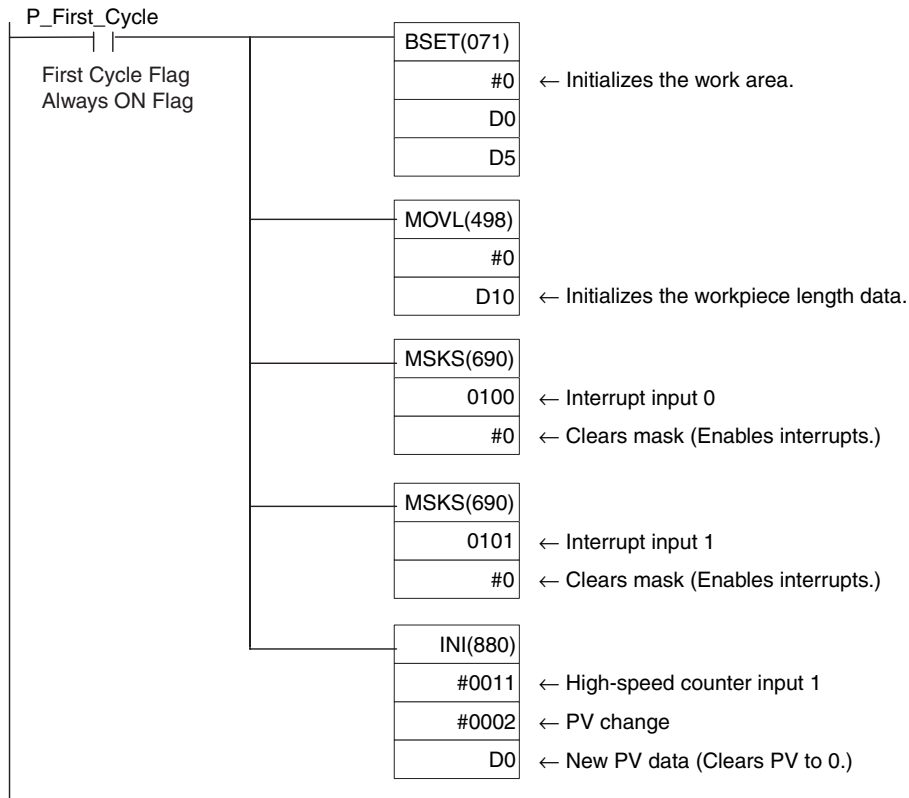 P_First_Cycle
First Cycle Flag
Always ON Flag
BSET(071)
#0 ← Initializes the work area.
D0
D5
MOVL(498)
#0
D10 ← Initializes the workpiece length data.
MSKS(690)
0100 ← Interrupt input 0
#0 ← Clears mask (Enables interrupts.)
MSKS(690)
0101 ← Interrupt input 1
#0 ← Clears mask (Enables interrupts.)
INI(880)
#0011 ← High-speed counter input 1
#0002 ← PV change
D0 ← New PV data (Clears PV to 0.)